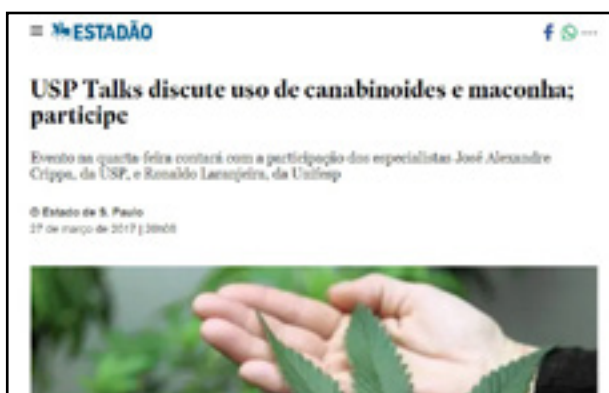 ESTADÃO
USP Talks discute uso de canabinoides e maconha;
participe
Evento na quarta-feira contará com a participação dos especialistas José Alexandre
Crippa, da USP, e Ronaldo Laranjeira, da Unifesp
O Estado de S. Paulo
27 de março de 2017 |